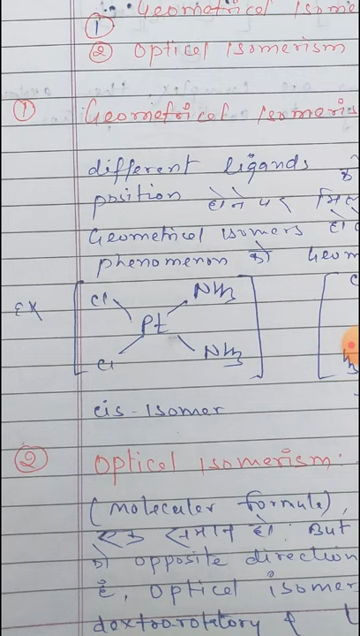 Geometrical Isome
①
② Optical Isomerism
① Geometrical Isomeris
different ligands के
position होने पर मिल
Geometrical isomers हो
phenomenon को Geom
Ex
Cl NH3
Pt
Cl NH3
cis-Isomer
② Optical Isomerism.
(Moleculer formula),
एक समान हो. But
को opposite direction
है, optical isomer
dextrorotatory &